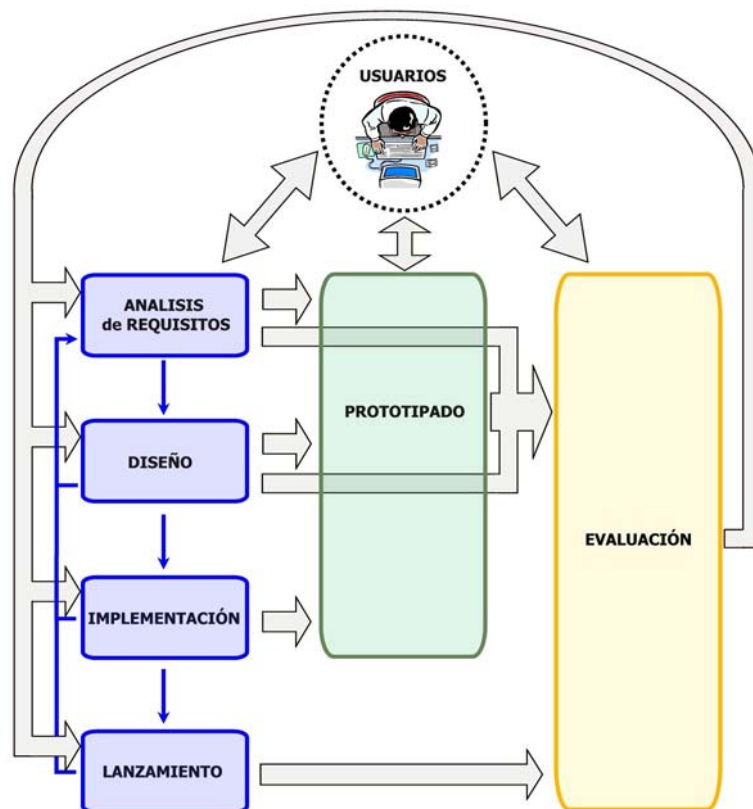 USUARIOS
ANALISIS
de REQUISITOS
PROTOTIPADO
DISEÑO
EVALUACIÓN
IMPLEMENTACIÓN
LANZAMIENTO